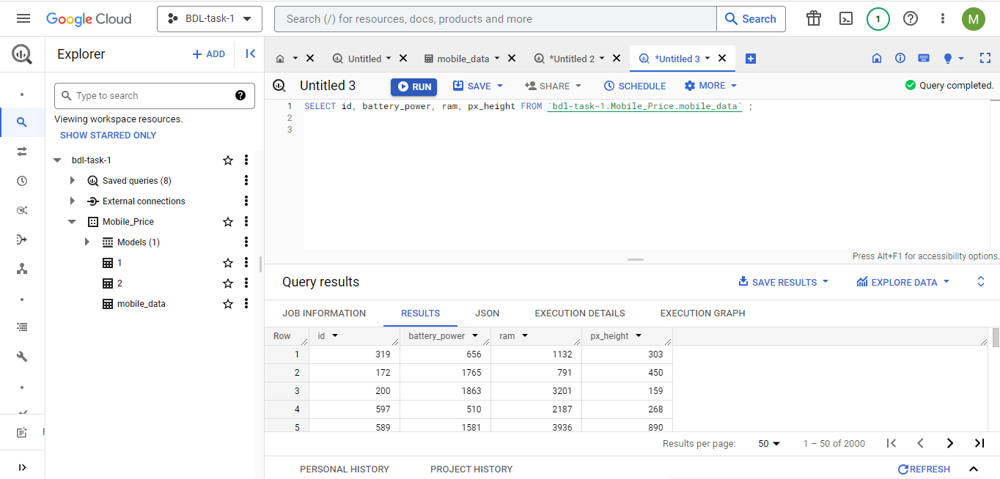 Google Cloud
BDL-task-1
Search (/) for resources, docs, products and more
Search
1
M
Explorer
+ ADD
Untitled
mobile_data
*Untitled 2
*Untitled 3
Untitled 3
RUN
SAVE
SHARE
SCHEDULE
MORE
Query completed.
Type to search
Viewing workspace resources.
SHOW STARRED ONLY
bdl-task-1
Saved queries (8)
External connections
Mobile_Price
Models (1)
1
2
mobile_data
1 SELECT id, battery_power, ram, px_height FROM `bdl-task-1.Mobile_Price.mobile_data` ;
2
3
Press Alt+F1 for accessibility options.
Query results
SAVE RESULTS
EXPLORE DATA
JOB INFORMATION
RESULTS
JSON
EXECUTION DETAILS
EXECUTION GRAPH
Row id battery_power ram px_height
1 319 656 1132 303
2 172 1765 791 450
3 200 1863 3201 159
4 597 510 2187 268
5 589 1581 3936 890
Results per page: 50 1 – 50 of 2000
PERSONAL HISTORY
PROJECT HISTORY
REFRESH